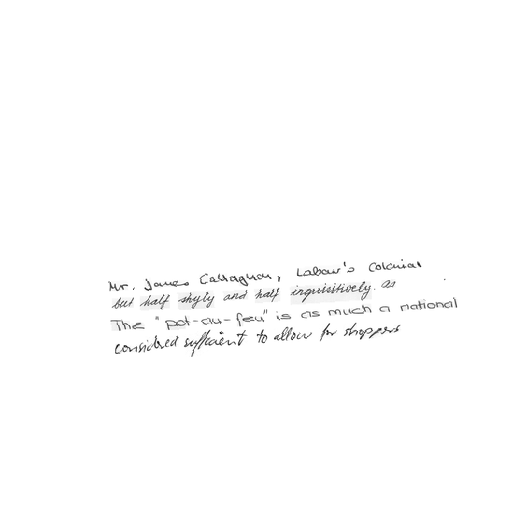 Mr. James Callaghan, Labour's Colonial
but half shyly and half inquisitively. as
The "pot-au-feu" is as much a national
considered sufficient to allow for shoppers